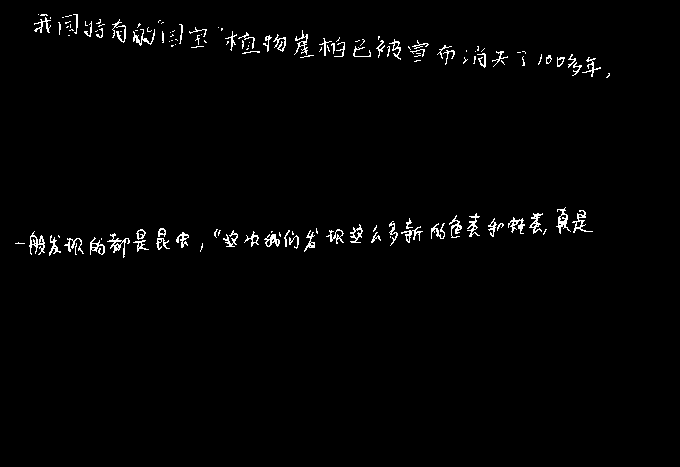 我国特有的“国宝”植物崖柏已被宣布消失了100多年,
一般发现的都是昆虫,“这次我们发现这么多新的鱼类和蛙类,真是